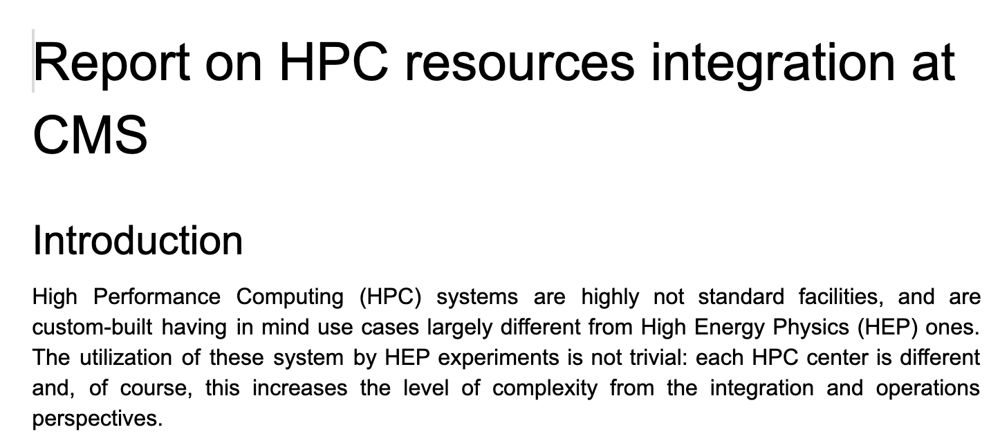 Report on HPC resources integration at
CMS
Introduction
High Performance Computing (HPC) systems are highly not standard facilities, and are
custom-built having in mind use cases largely different from High Energy Physics (HEP) ones.
The utilization of these system by HEP experiments is not trivial: each HPC center is different
and, of course, this increases the level of complexity from the integration and operations
perspectives.